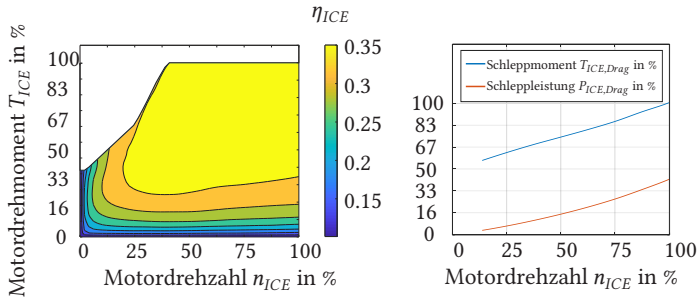 η_ICE
Motordrehmoment T_ICE in %
100
83
67
50
33
16
0
0 25 50 75 100
Motordrehzahl n_ICE in %
0.35
0.3
0.25
0.2
0.15
Schleppmoment T_ICE,Drag in %
Schleppleistung P_ICE,Drag in %
100
83
67
50
33
16
0
0 25 50 75 100
Motordrehzahl n_ICE in %